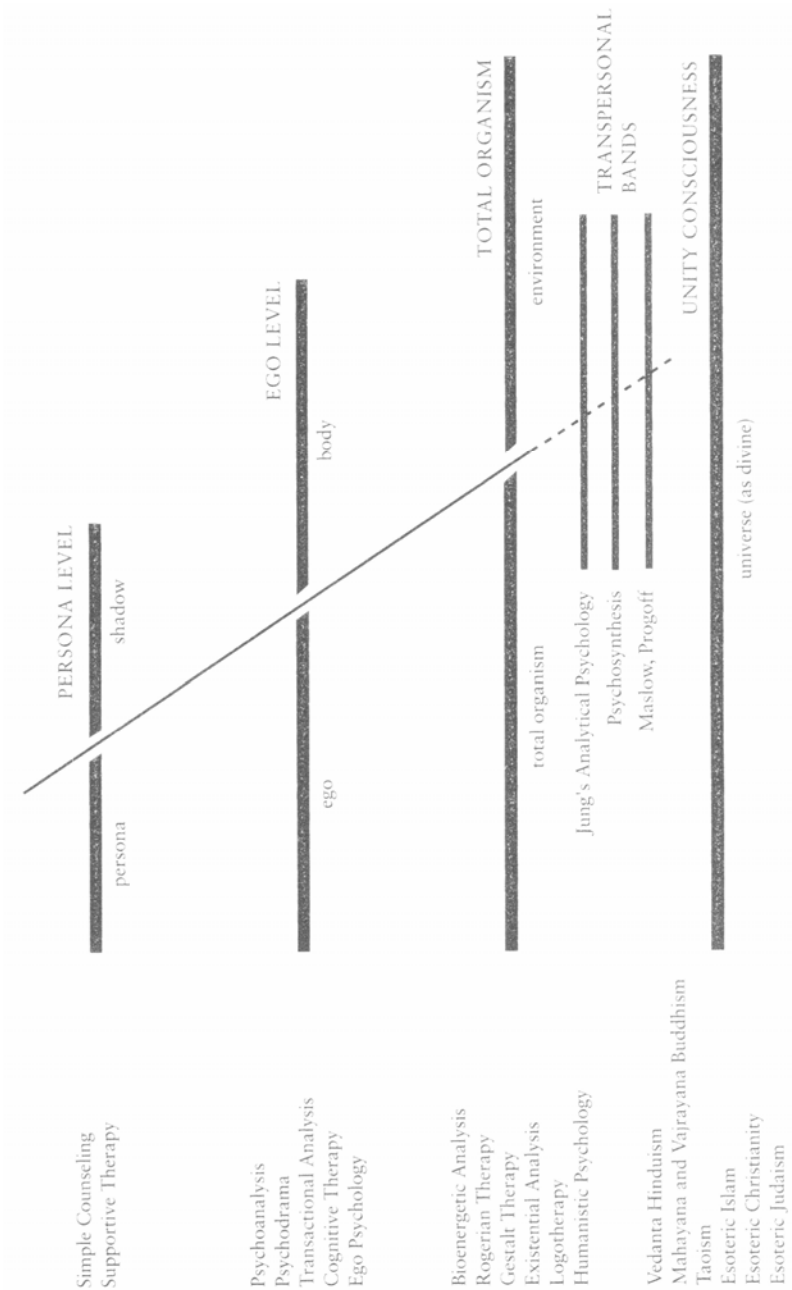 Simple Counseling
Supportive Therapy
PERSONA LEVEL
persona
shadow
Psychoanalysis
Psychodrama
Transactional Analysis
Cognitive Therapy
Ego Psychology
EGO LEVEL
ego
body
Bioenergetic Analysis
Rogerian Therapy
Gestalt Therapy
Existential Analysis
Logotherapy
Humanistic Psychology
TOTAL ORGANISM
total organism
environment
Jung's Analytical Psychology
Psychosynthesis
Maslow, Progoff
TRANSPERSONAL
BANDS
Vedanta Hinduism
Mahayana and Vajrayana Buddhism
Taoism
Esoteric Islam
Esoteric Christianity
Esoteric Judaism
UNITY CONSCIOUSNESS
universe (as divine)